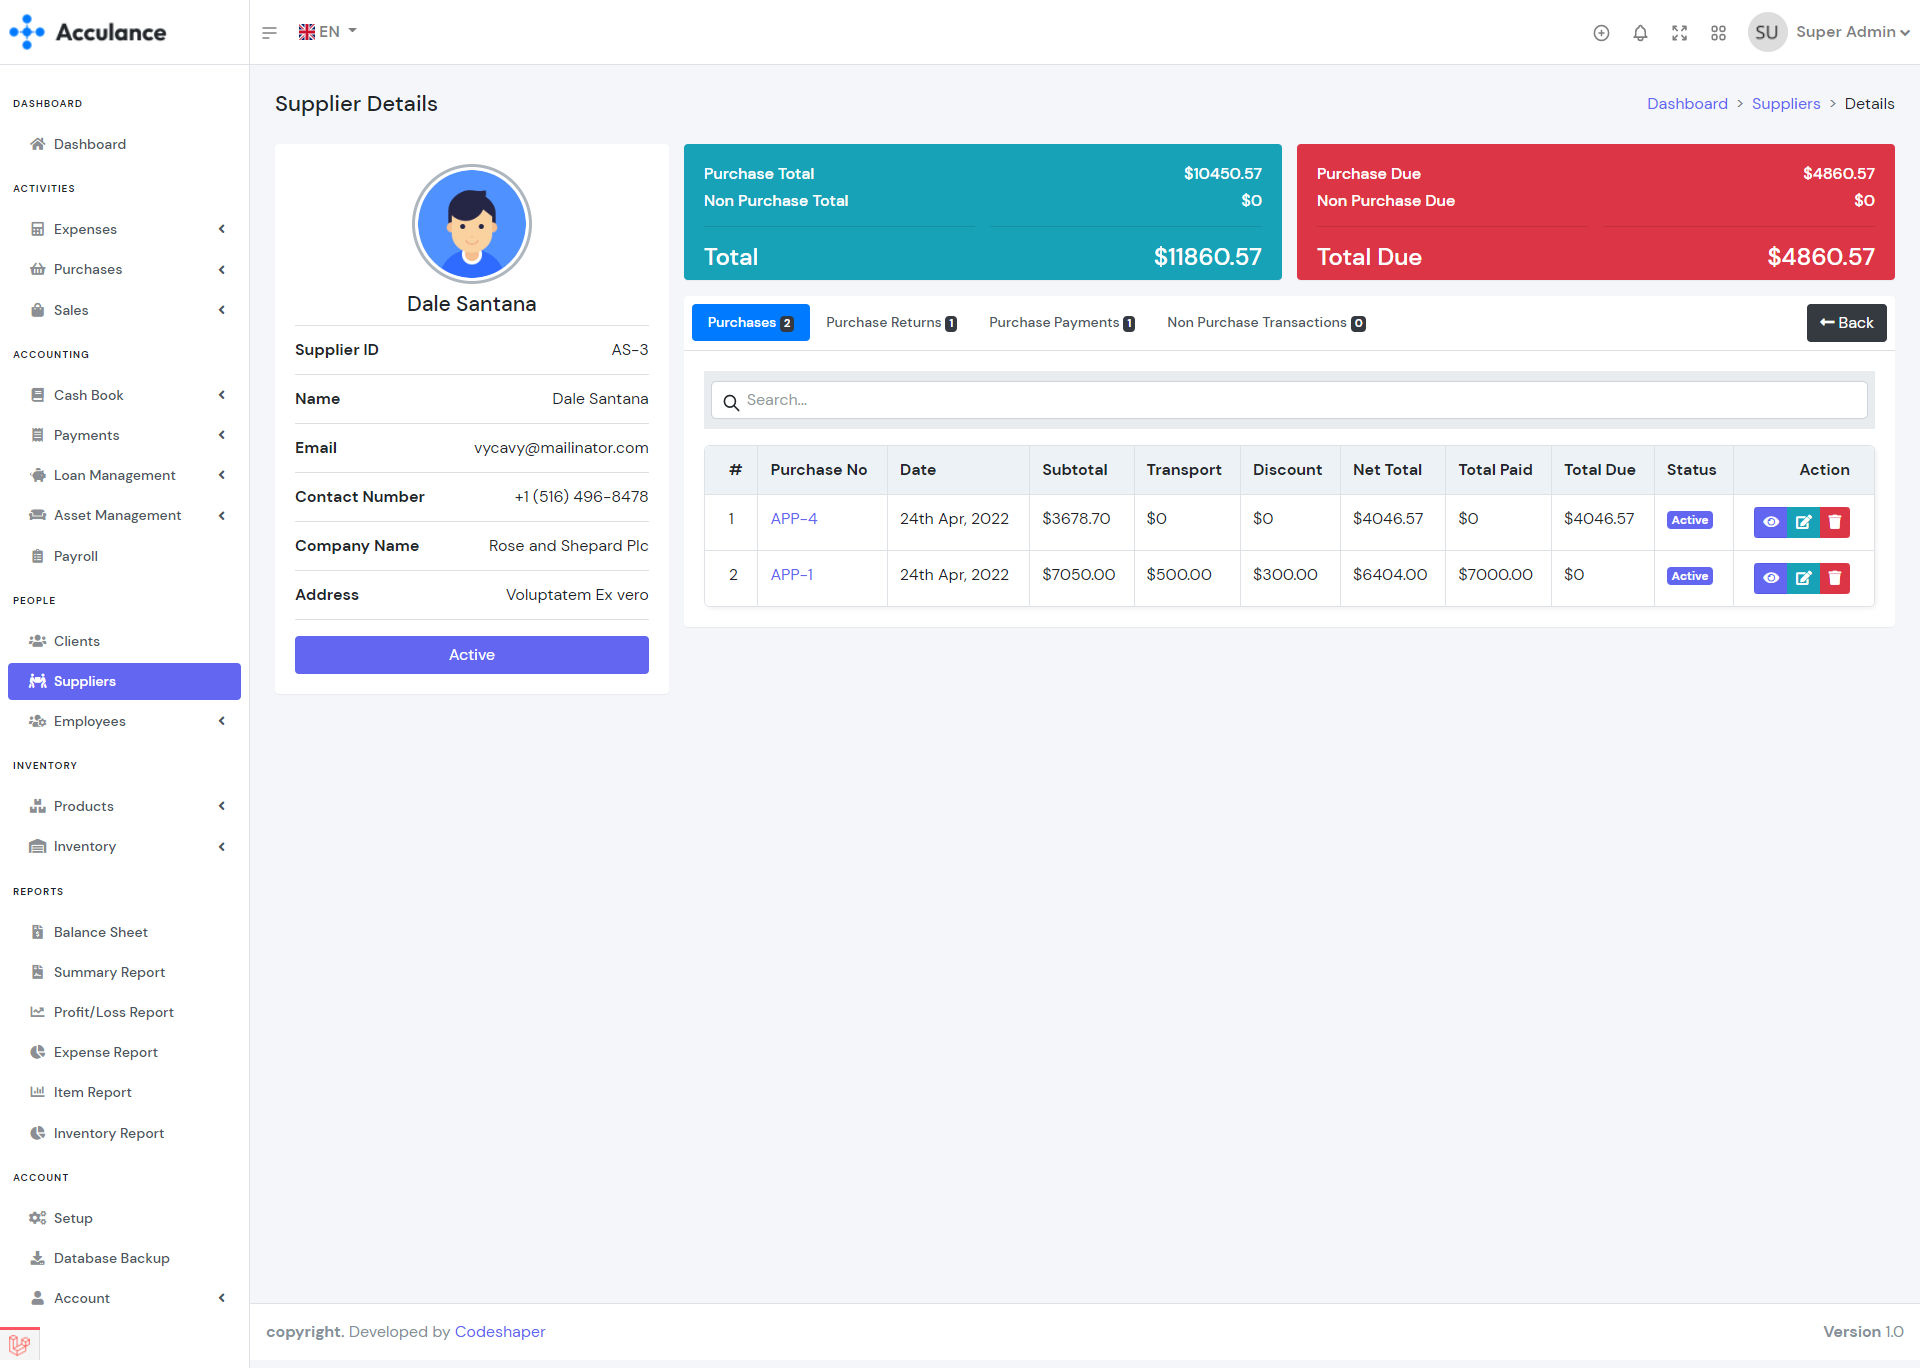 Acculance
EN
SU Super Admin
DASHBOARD
Dashboard
ACTIVITIES
Expenses
Purchases
Sales
ACCOUNTING
Cash Book
Payments
Loan Management
Asset Management
Payroll
PEOPLE
Clients
Suppliers
Employees
INVENTORY
Products
Inventory
REPORTS
Balance Sheet
Summary Report
Profit/Loss Report
Expense Report
Item Report
Inventory Report
ACCOUNT
Setup
Database Backup
Account
Supplier Details
Dashboard > Suppliers > Details
Dale Santana
Supplier ID AS-3
Name Dale Santana
Email vycavy@mailinator.com
Contact Number +1 (516) 496-8478
Company Name Rose and Shepard Plc
Address Voluptatem Ex vero
Active
Purchase Total $10450.57
Non Purchase Total $0
Total $11860.57
Purchase Due $4860.57
Non Purchase Due $0
Total Due $4860.57
Purchases 2 Purchase Returns 1 Purchase Payments 1 Non Purchase Transactions 0 Back
Search...
# Purchase No Date Subtotal Transport Discount Net Total Total Paid Total Due Status Action
1 APP-4 24th Apr, 2022 $3678.70 $0 $0 $4046.57 $0 $4046.57 Active
2 APP-1 24th Apr, 2022 $7050.00 $500.00 $300.00 $6404.00 $7000.00 $0 Active
copyright. Developed by Codeshaper
Version 1.0